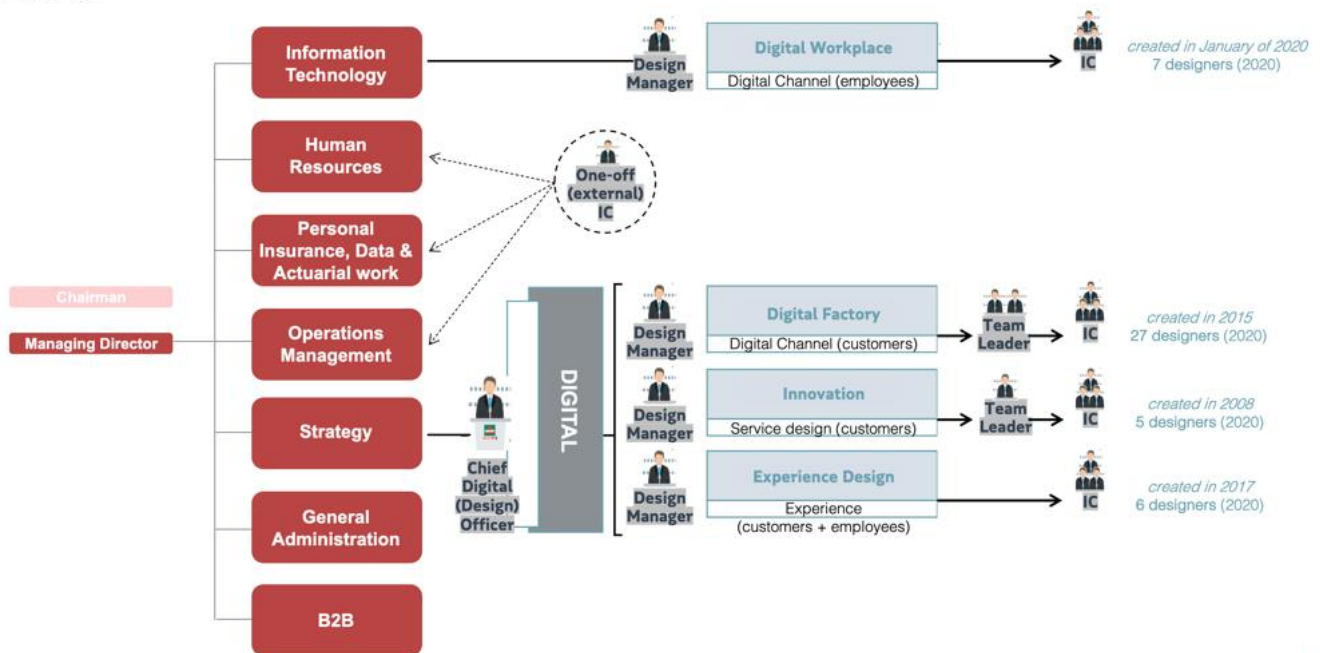 Information
Technology
Human
Resources
Personal
Insurance, Data &
Actuarial work
Chairman
Managing Director
Operations
Management
Strategy
General
Administration
B2B
Design
Manager
Digital Workplace
Digital Channel (employees)
IC
created in January of 2020
7 designers (2020)
One-off
(external)
IC
Chief
Digital
(Design)
Officer
DIGITAL
Design
Manager
Digital Factory
Digital Channel (customers)
Team
Leader
IC
created in 2015
27 designers (2020)
Design
Manager
Innovation
Service design (customers)
Team
Leader
IC
created in 2008
5 designers (2020)
Design
Manager
Experience Design
Experience
(customers + employees)
IC
created in 2017
6 designers (2020)